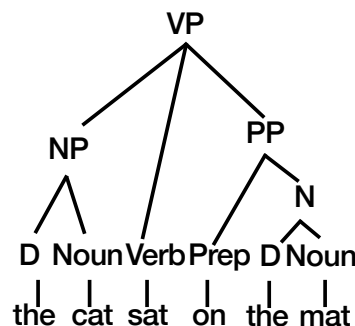 VP
NP PP
N
D Noun Verb Prep D Noun
the cat sat on the mat